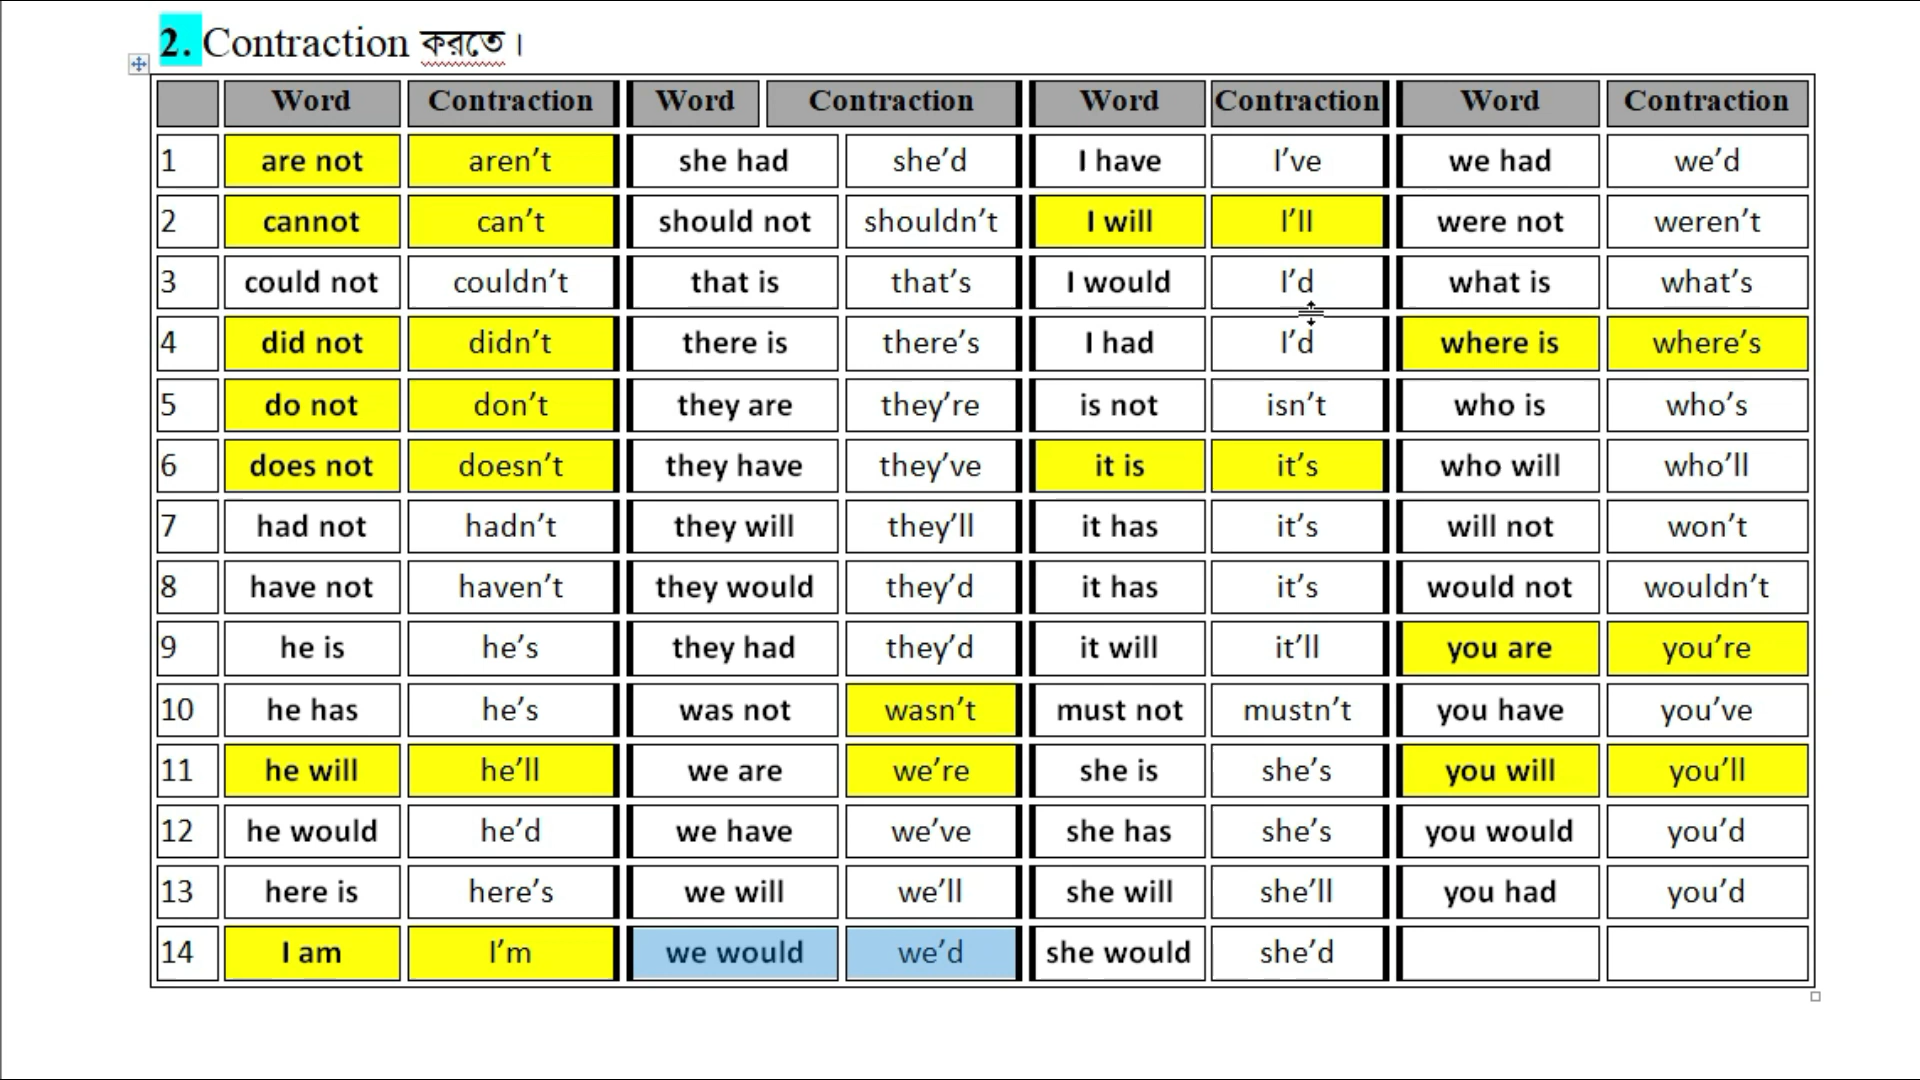 2. Contraction করতে।
Word Contraction Word Contraction Word Contraction Word Contraction
1 are not aren’t she had she’d I have I’ve we had we’d
2 cannot can’t should not shouldn’t I will I’ll were not weren’t
3 could not couldn’t that is that’s I would I’d what is what’s
4 did not didn’t there is there’s I had I’d where is where’s
5 do not don’t they are they’re is not isn’t who is who’s
6 does not doesn’t they have they’ve it is it’s who will who’ll
7 had not hadn’t they will they’ll it has it’s will not won’t
8 have not haven’t they would they’d it has it’s would not wouldn’t
9 he is he’s they had they’d it will it’ll you are you’re
10 he has he’s was not wasn’t must not mustn’t you have you’ve
11 he will he’ll we are we’re she is she’s you will you’ll
12 he would he’d we have we’ve she has she’s you would you’d
13 here is here’s we will we’ll she will she’ll you had you’d
14 I am I’m we would we’d she would she’d